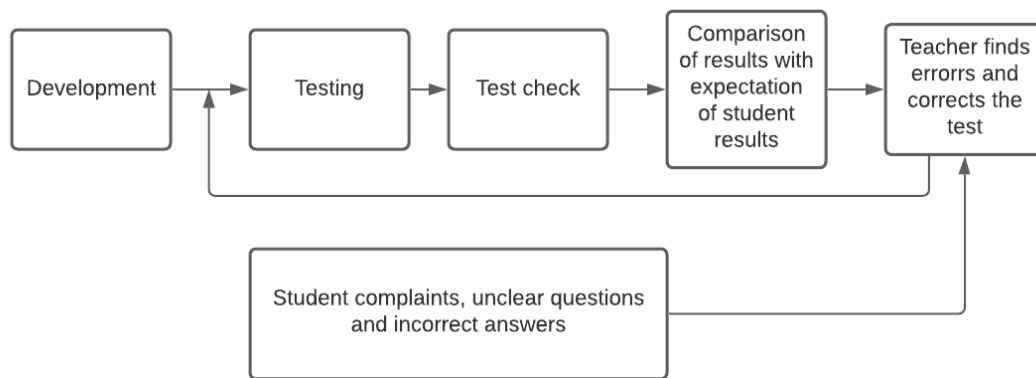 Development
Testing
Test check
Comparison
of results with
expectation
of student
results
Teacher finds
errorrs and
corrects the
test
Student complaints, unclear questions
and incorrect answers